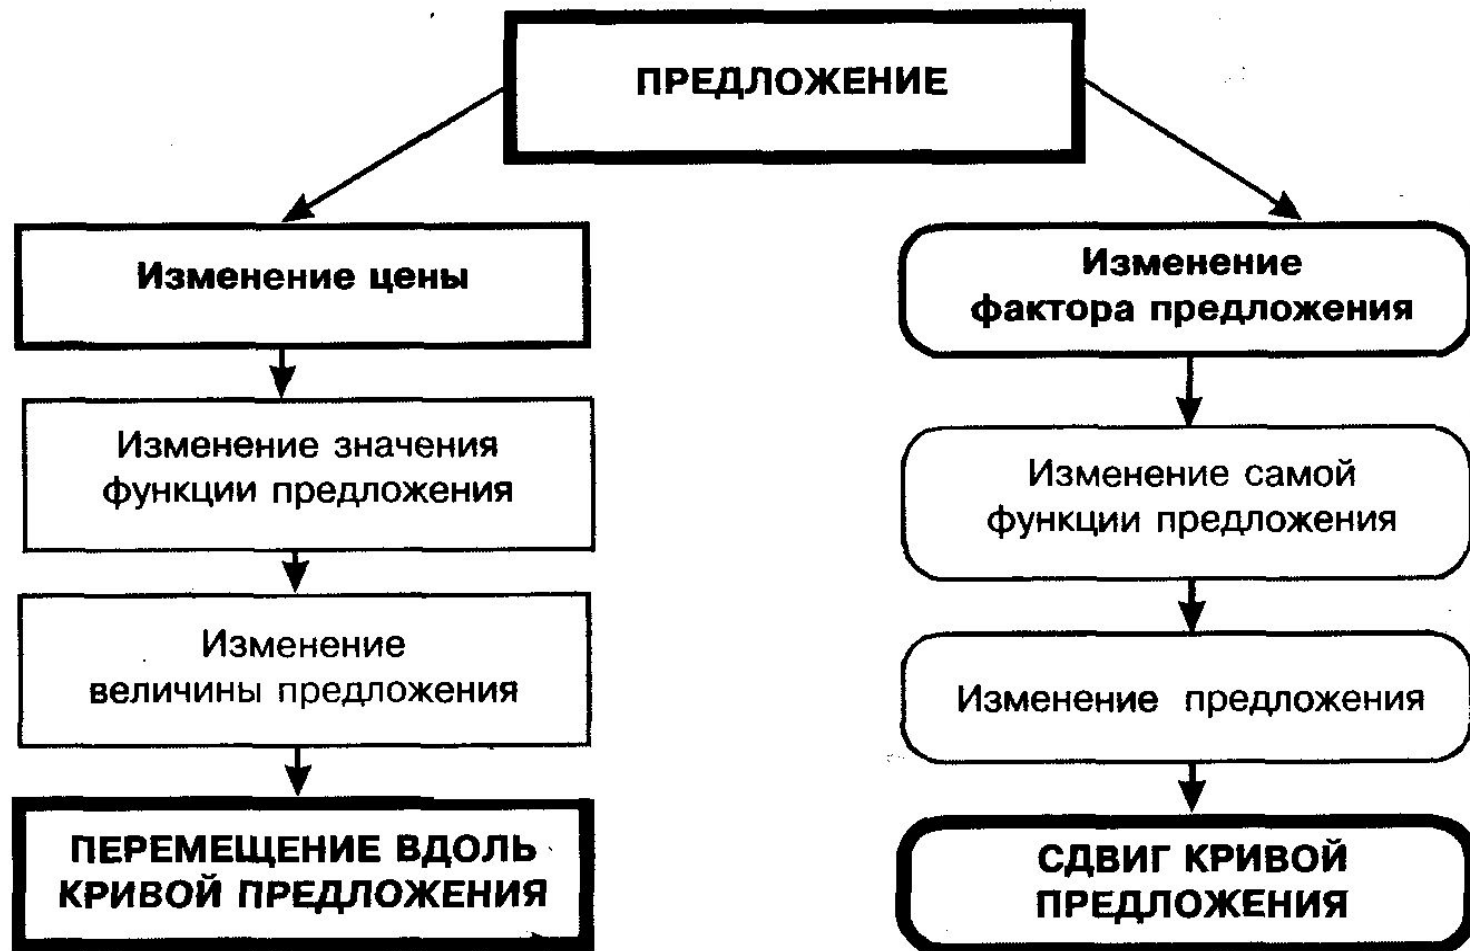 ПРЕДЛОЖЕНИЕ
Изменение цены
Изменение значения
функции предложения
Изменение
величины предложения
ПЕРЕМЕЩЕНИЕ ВДОЛЬ
КРИВОЙ ПРЕДЛОЖЕНИЯ
Изменение
фактора предложения
Изменение самой
функции предложения
Изменение предложения
СДВИГ КРИВОЙ
ПРЕДЛОЖЕНИЯ